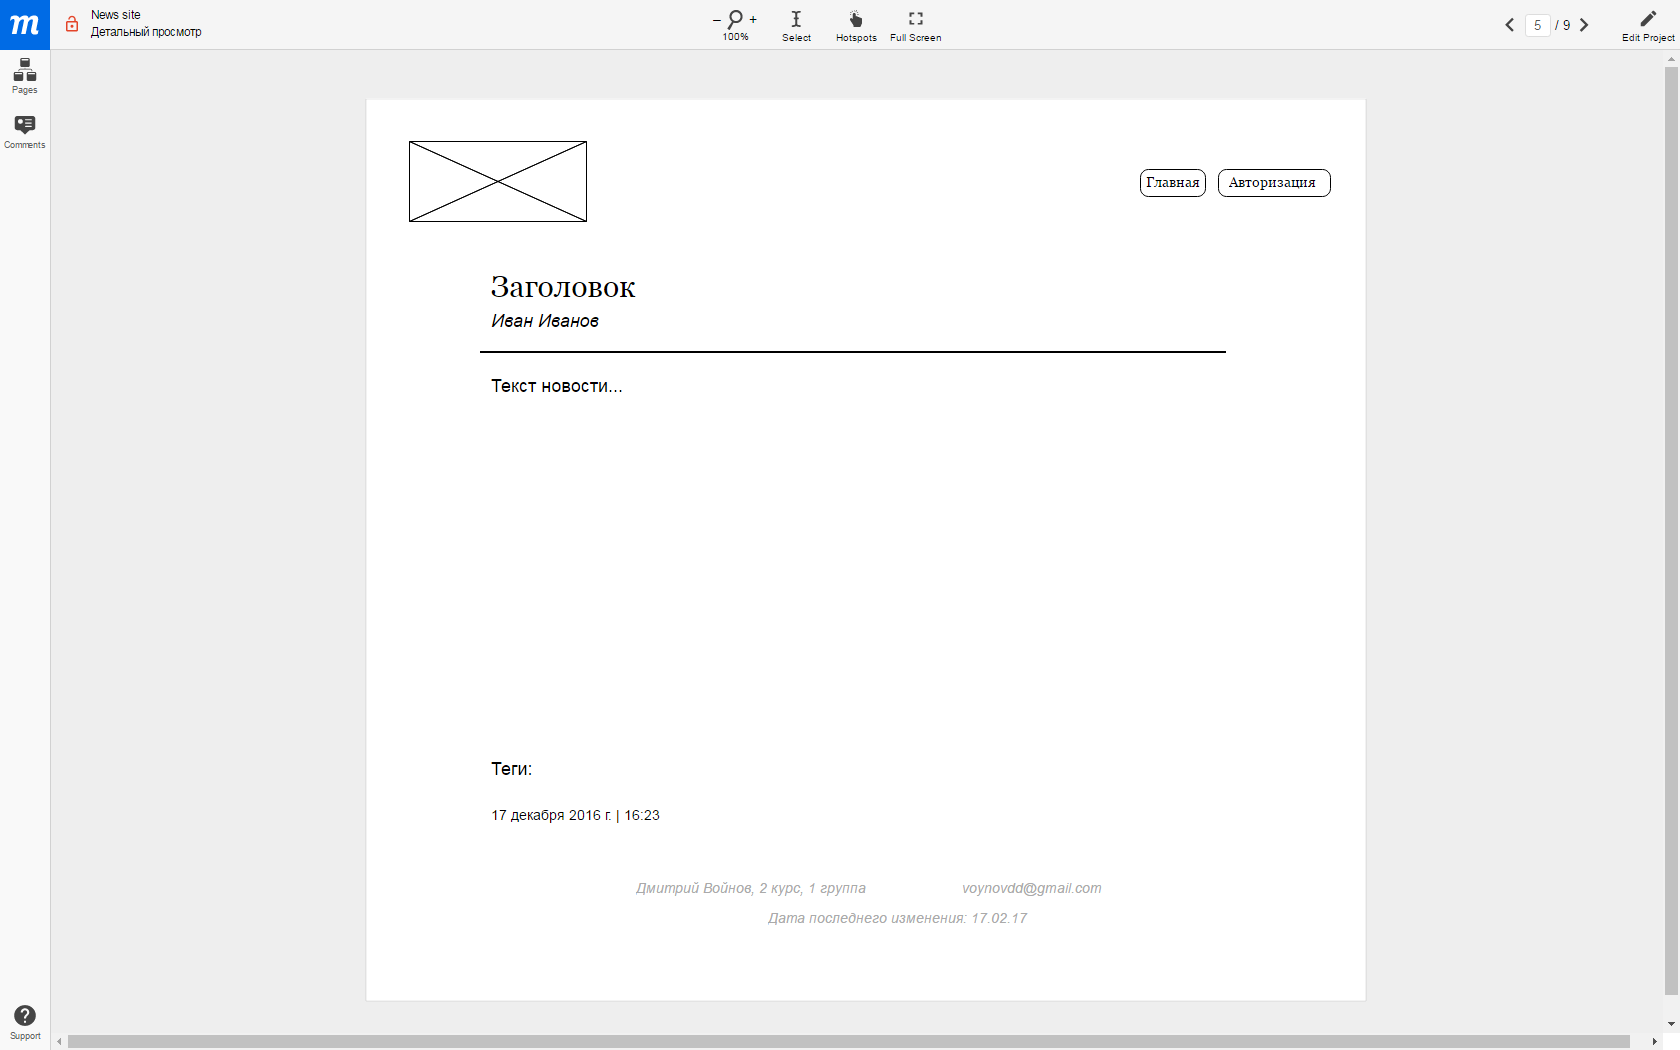 m
News site
Детальный просмотр
– +
100%
Select
Hotspots
Full Screen
5 / 9
Edit Project
Pages
Comments
Главная
Авторизация
Заголовок
Иван Иванов
Текст новости...
Теги:
17 декабря 2016 г. | 16:23
Дмитрий Войнов, 2 курс, 1 группа voynovdd@gmail.com
Дата последнего изменения: 17.02.17
?
Support